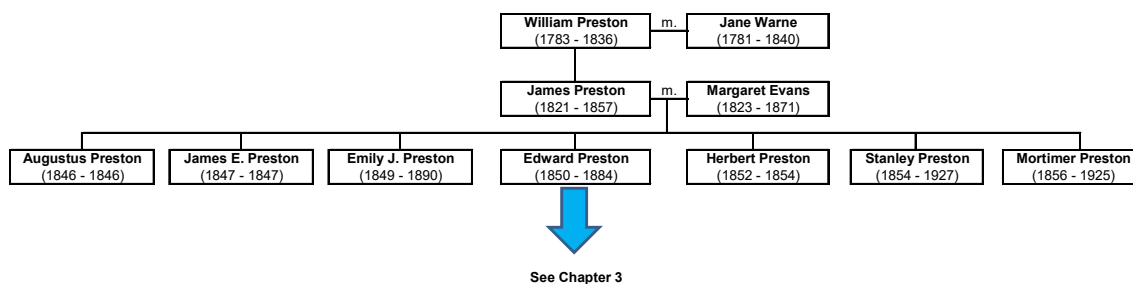 William Preston
(1783 - 1836)
m.
Jane Warne
(1781 - 1840)
James Preston
(1821 - 1857)
m.
Margaret Evans
(1823 - 1871)
Augustus Preston
(1846 - 1846)
James E. Preston
(1847 - 1847)
Emily J. Preston
(1849 - 1890)
Edward Preston
(1850 - 1884)
Herbert Preston
(1852 - 1854)
Stanley Preston
(1854 - 1927)
Mortimer Preston
(1856 - 1925)
See Chapter 3